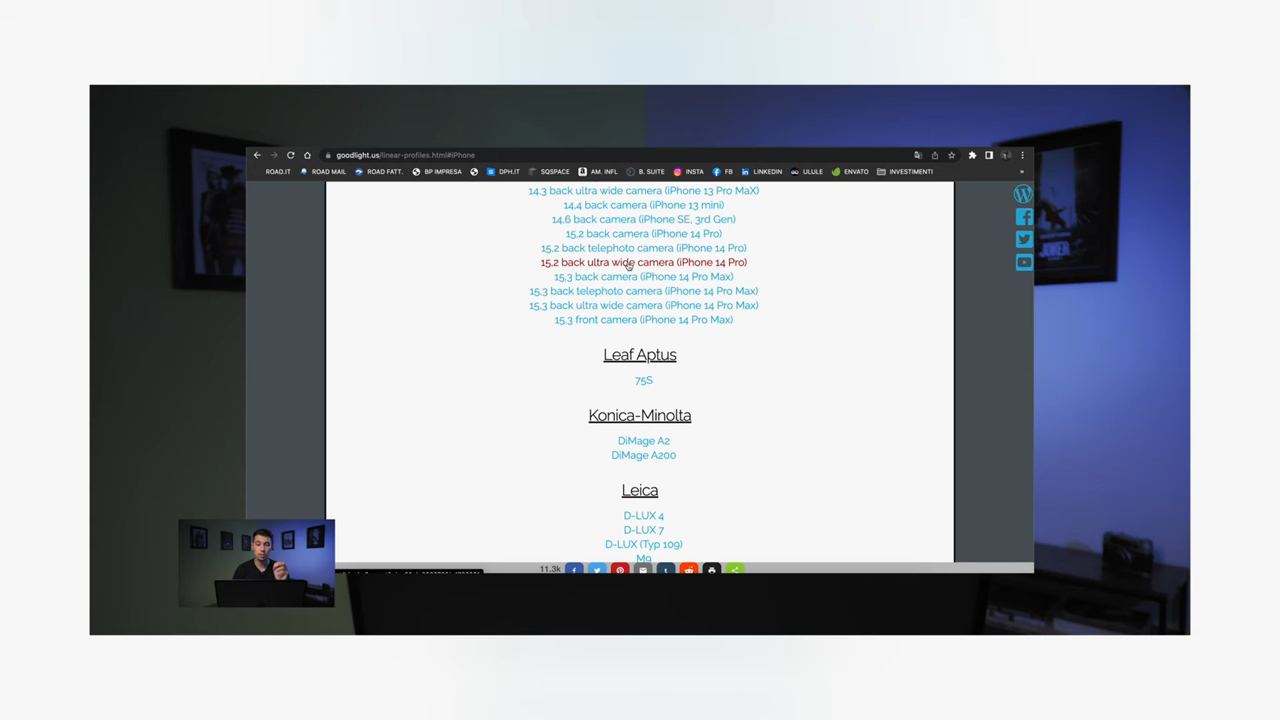 goodlight.us/linear-profiles.html#iPhone
ROAD.IT ROAD MAIL ROAD FATT. BP IMPRESA DPH.IT SQSPACE AM. INFL B. SUITE INSTA FB LINKEDIN ULULE ENVATO INVESTIMENTI »
14,3 back ultra wide camera (iPhone 13 Pro MaX)
14,4 back camera (iPhone 13 mini)
14,6 back camera (iPhone SE, 3rd Gen)
15,2 back camera (iPhone 14 Pro)
15,2 back telephoto camera (iPhone 14 Pro)
15,2 back ultra wide camera (iPhone 14 Pro)
15,3 back camera (iPhone 14 Pro Max)
15,3 back telephoto camera (iPhone 14 Pro Max)
15,3 back ultra wide camera (iPhone 14 Pro Max)
15,3 front camera (iPhone 14 Pro Max)
Leaf Aptus
75S
Konica-Minolta
DiMage A2
DiMage A200
Leica
D-LUX 4
D-LUX 7
D-LUX (Typ 109)
M9
11.3k
JOKER